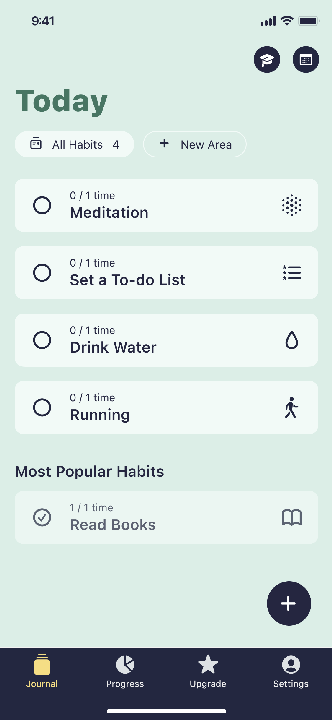 9:41
Today
All Habits 4
New Area
0 / 1 time
Meditation
0 / 1 time
Set a To-do List
0 / 1 time
Drink Water
0 / 1 time
Running
Most Popular Habits
1 / 1 time
Read Books
Journal
Progress
Upgrade
Settings